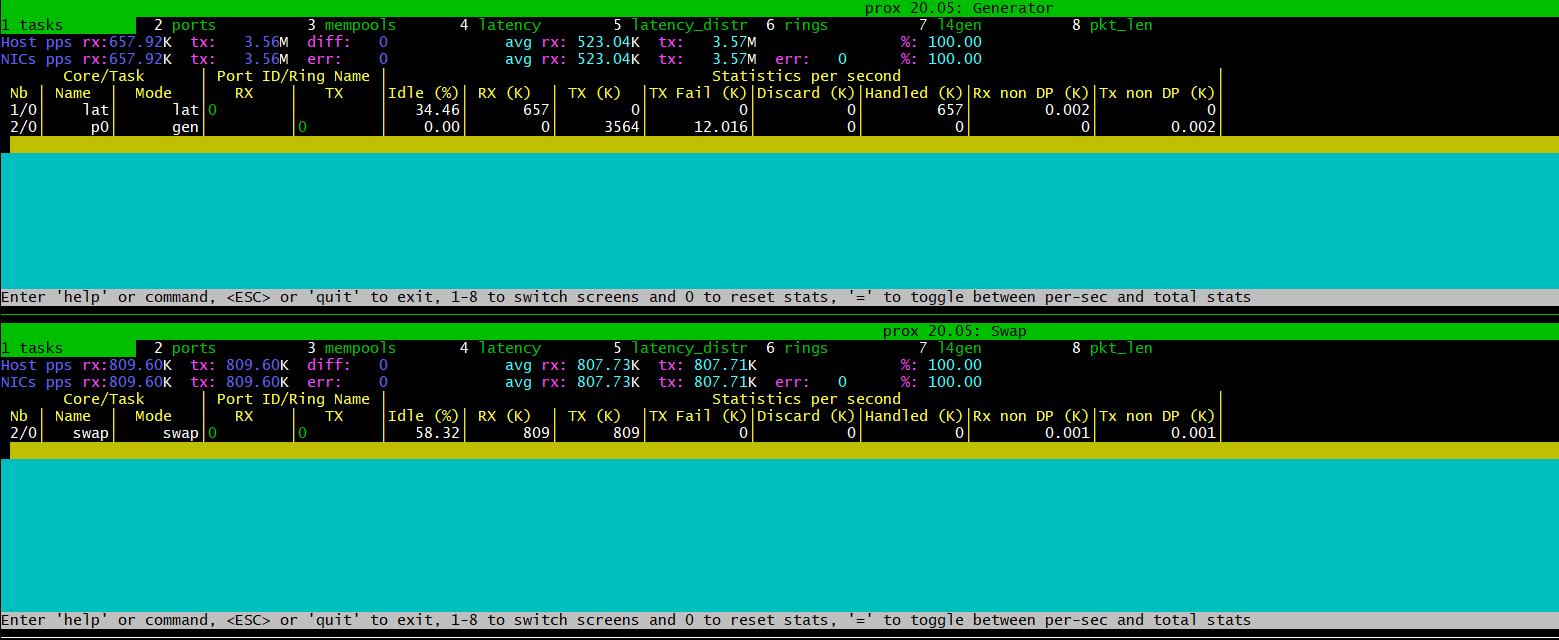 prox 20.05: Generator
1 tasks 2 ports 3 mempools 4 latency 5 latency_distr 6 rings 7 l4gen 8 pkt_len
Host pps rx:657.92K tx: 3.56M diff: 0 avg rx: 523.04K tx: 3.57M %: 100.00
NICs pps rx:657.92K tx: 3.56M err: 0 avg rx: 523.04K tx: 3.57M err: 0 %: 100.00
Core/Task | Port ID/Ring Name | Statistics per second |
Nb | Name | Mode | RX | TX |Idle (%)| RX (K) | TX (K) |TX Fail (K)|Discard (K)|Handled (K)|Rx non DP (K)|Tx non DP (K)|
1/0| lat| lat|0 | | 34.46| 657| 0| 0| 0| 657| 0.002| 0|
2/0| p0| gen| |0 | 0.00| 0| 3564| 12.016| 0| 0| 0| 0.002|
Enter 'help' or command, <ESC> or 'quit' to exit, 1-8 to switch screens and 0 to reset stats, '=' to toggle between per-sec and total stats
prox 20.05: Swap
1 tasks 2 ports 3 mempools 4 latency 5 latency_distr 6 rings 7 l4gen 8 pkt_len
Host pps rx:809.60K tx: 809.60K diff: 0 avg rx: 807.73K tx: 807.71K %: 100.00
NICs pps rx:809.60K tx: 809.60K err: 0 avg rx: 807.73K tx: 807.71K err: 0 %: 100.00
Core/Task | Port ID/Ring Name | Statistics per second |
Nb | Name | Mode | RX | TX |Idle (%)| RX (K) | TX (K) |TX Fail (K)|Discard (K)|Handled (K)|Rx non DP (K)|Tx non DP (K)|
2/0| swap| swap|0 |0 | 58.32| 809| 809| 0| 0| 0| 0.001| 0.001|
Enter 'help' or command, <ESC> or 'quit' to exit, 1-8 to switch screens and 0 to reset stats, '=' to toggle between per-sec and total stats